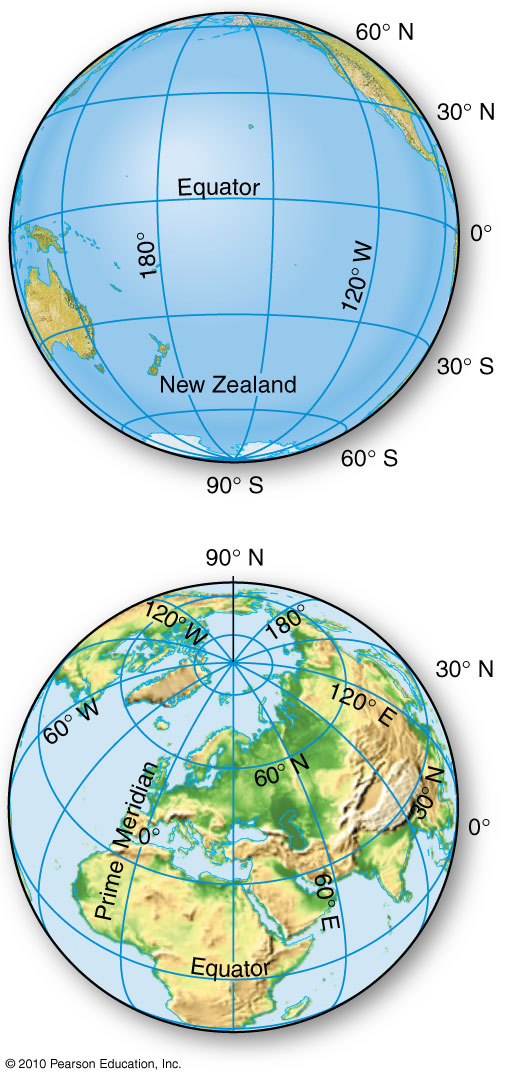 60° N
30° N
Equator
0°
180°
120° W
30° S
New Zealand
60° S
90° S
90° N
120° W
180°
30° N
60° W
120° E
60° N
30° N
Prime Meridian
0°
0°
60° E
Equator
© 2010 Pearson Education, Inc.